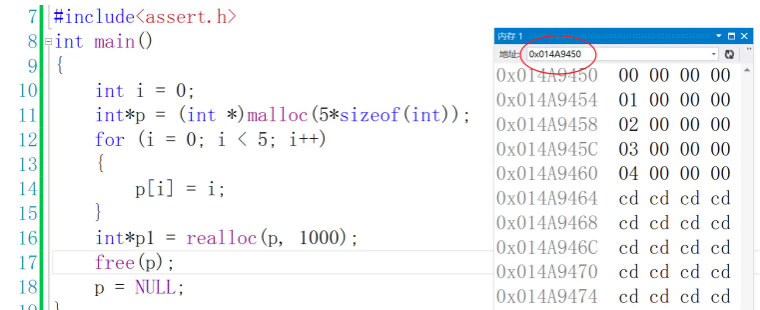 7 #include<assert.h>
8 int main()
9 {
10 int i = 0;
11 int*p = (int *)malloc(5*sizeof(int));
12 for (i = 0; i < 5; i++)
13 {
14 p[i] = i;
15 }
16 int*p1 = realloc(p, 1000);
17 free(p);
18 p = NULL;
内存 1
地址: 0x014A9450
0x014A9450 00 00 00 00
0x014A9454 01 00 00 00
0x014A9458 02 00 00 00
0x014A945C 03 00 00 00
0x014A9460 04 00 00 00
0x014A9464 cd cd cd cd
0x014A9468 cd cd cd cd
0x014A946C cd cd cd cd
0x014A9470 cd cd cd cd
0x014A9474 cd cd cd cd